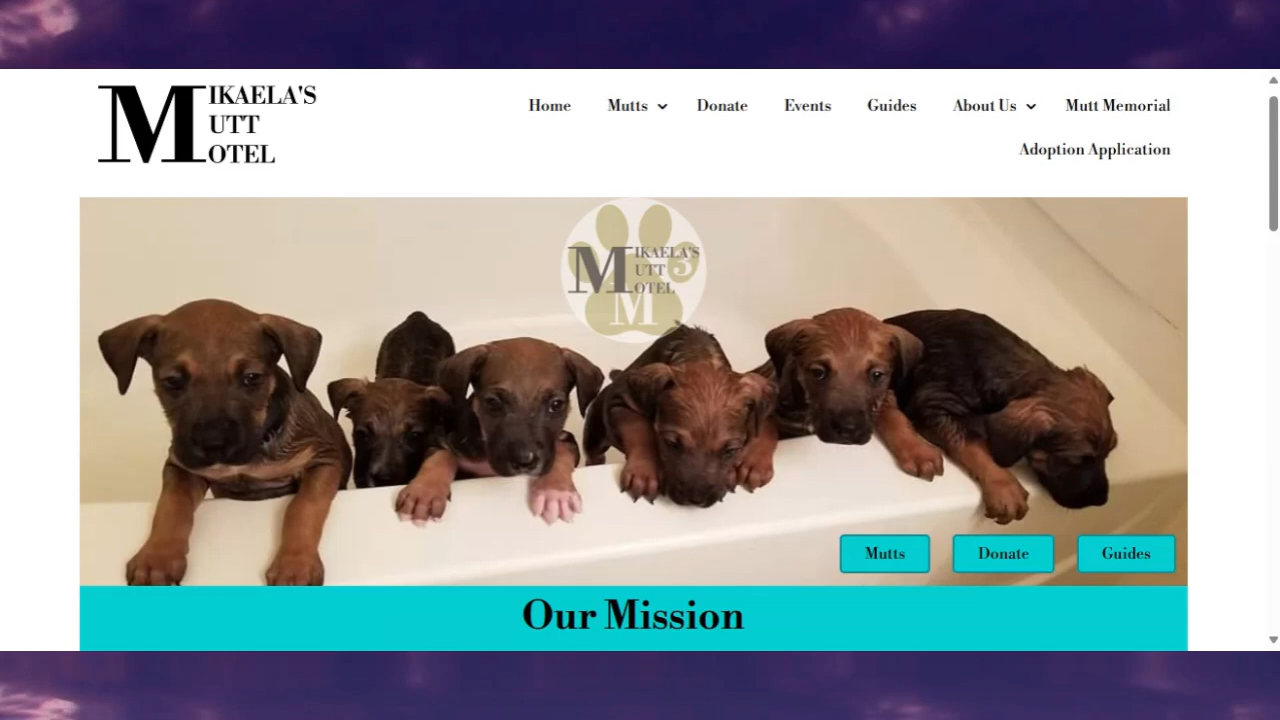 MIKAELA'S
MUTT
MOTEL
Home Mutts Donate Events Guides About Us Mutt Memorial
Adoption Application
MIKAELA'S
MUTT 3
MOTEL
M
Mutts Donate Guides
Our Mission